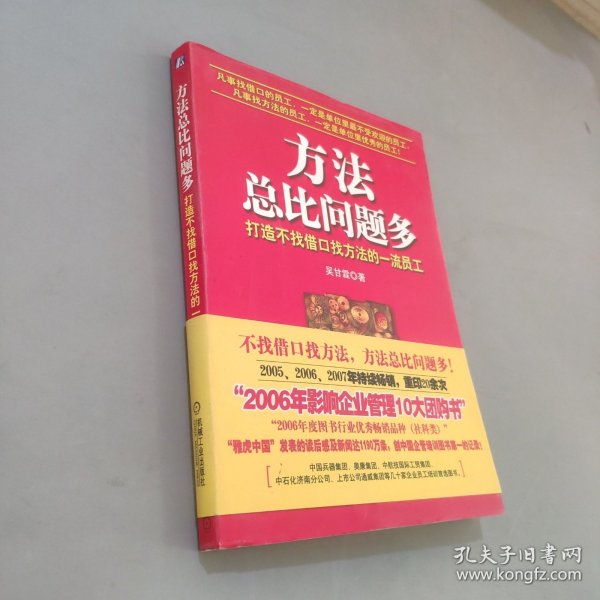 凡事找借口的员工，一定是单位里最不受欢迎的员工。
凡事找方法的员工，一定是单位里优秀的员工！
方法
总比问题多
打造不找借口找方法的一流员工
吴甘霖◎著
不找借口找方法，方法总比问题多！
2005、2006、2007年持续畅销，重印20余次
“2006年影响企业管理10大团购书”
“2006年度图书行业优秀畅销品种（社科类）”
“雅虎中国”发表的读后感及新闻达1190万条，创中国企管培训图书第一的记录！
中国兵器集团、奥康集团、中航技国际工贸集团、
中石化济南分公司、上市公司通威集团等几十家企业员工培训首选图书。
方法总比问题多
打造不找借口找方法的一
机械工业出版社
孔夫子旧书网
www.kongfz.com